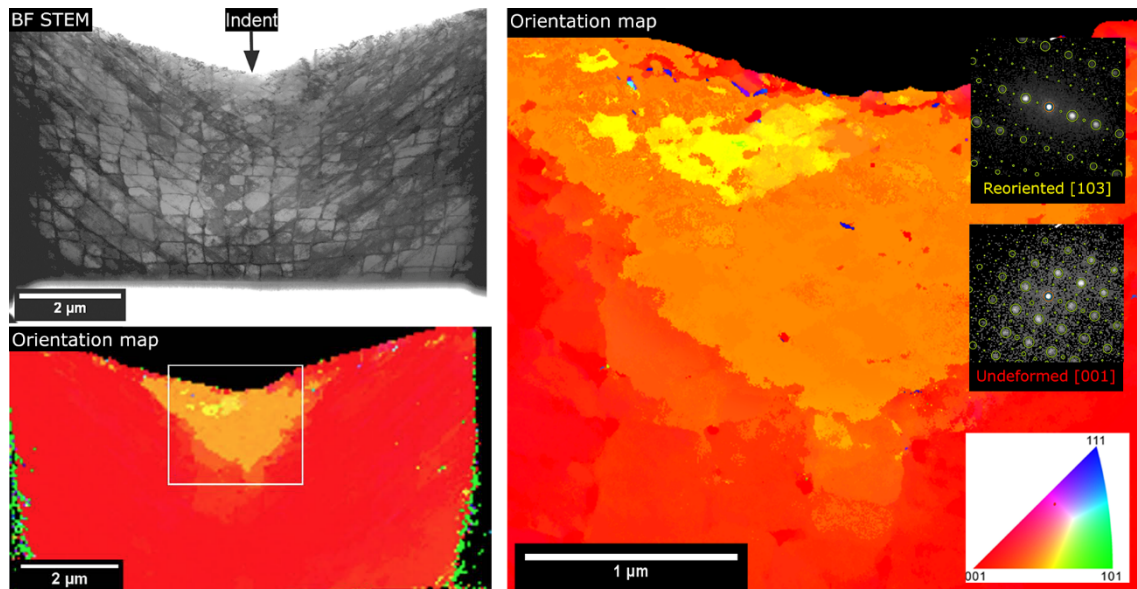 BF STEM
Indent
2 µm
Orientation map
2 µm
Orientation map
Reoriented [103]
Undeformed [001]
111
001
101
1 µm